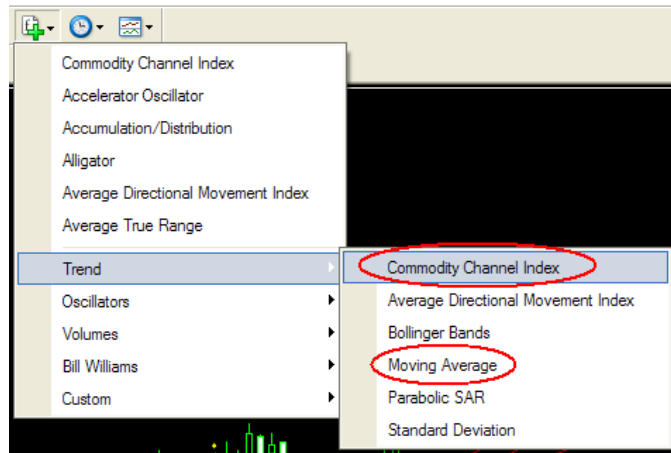 Commodity Channel Index
Accelerator Oscillator
Accumulation/Distribution
Alligator
Average Directional Movement Index
Average True Range
Trend
Oscillators
Volumes
Bill Williams
Custom
Commodity Channel Index
Average Directional Movement Index
Bollinger Bands
Moving Average
Parabolic SAR
Standard Deviation